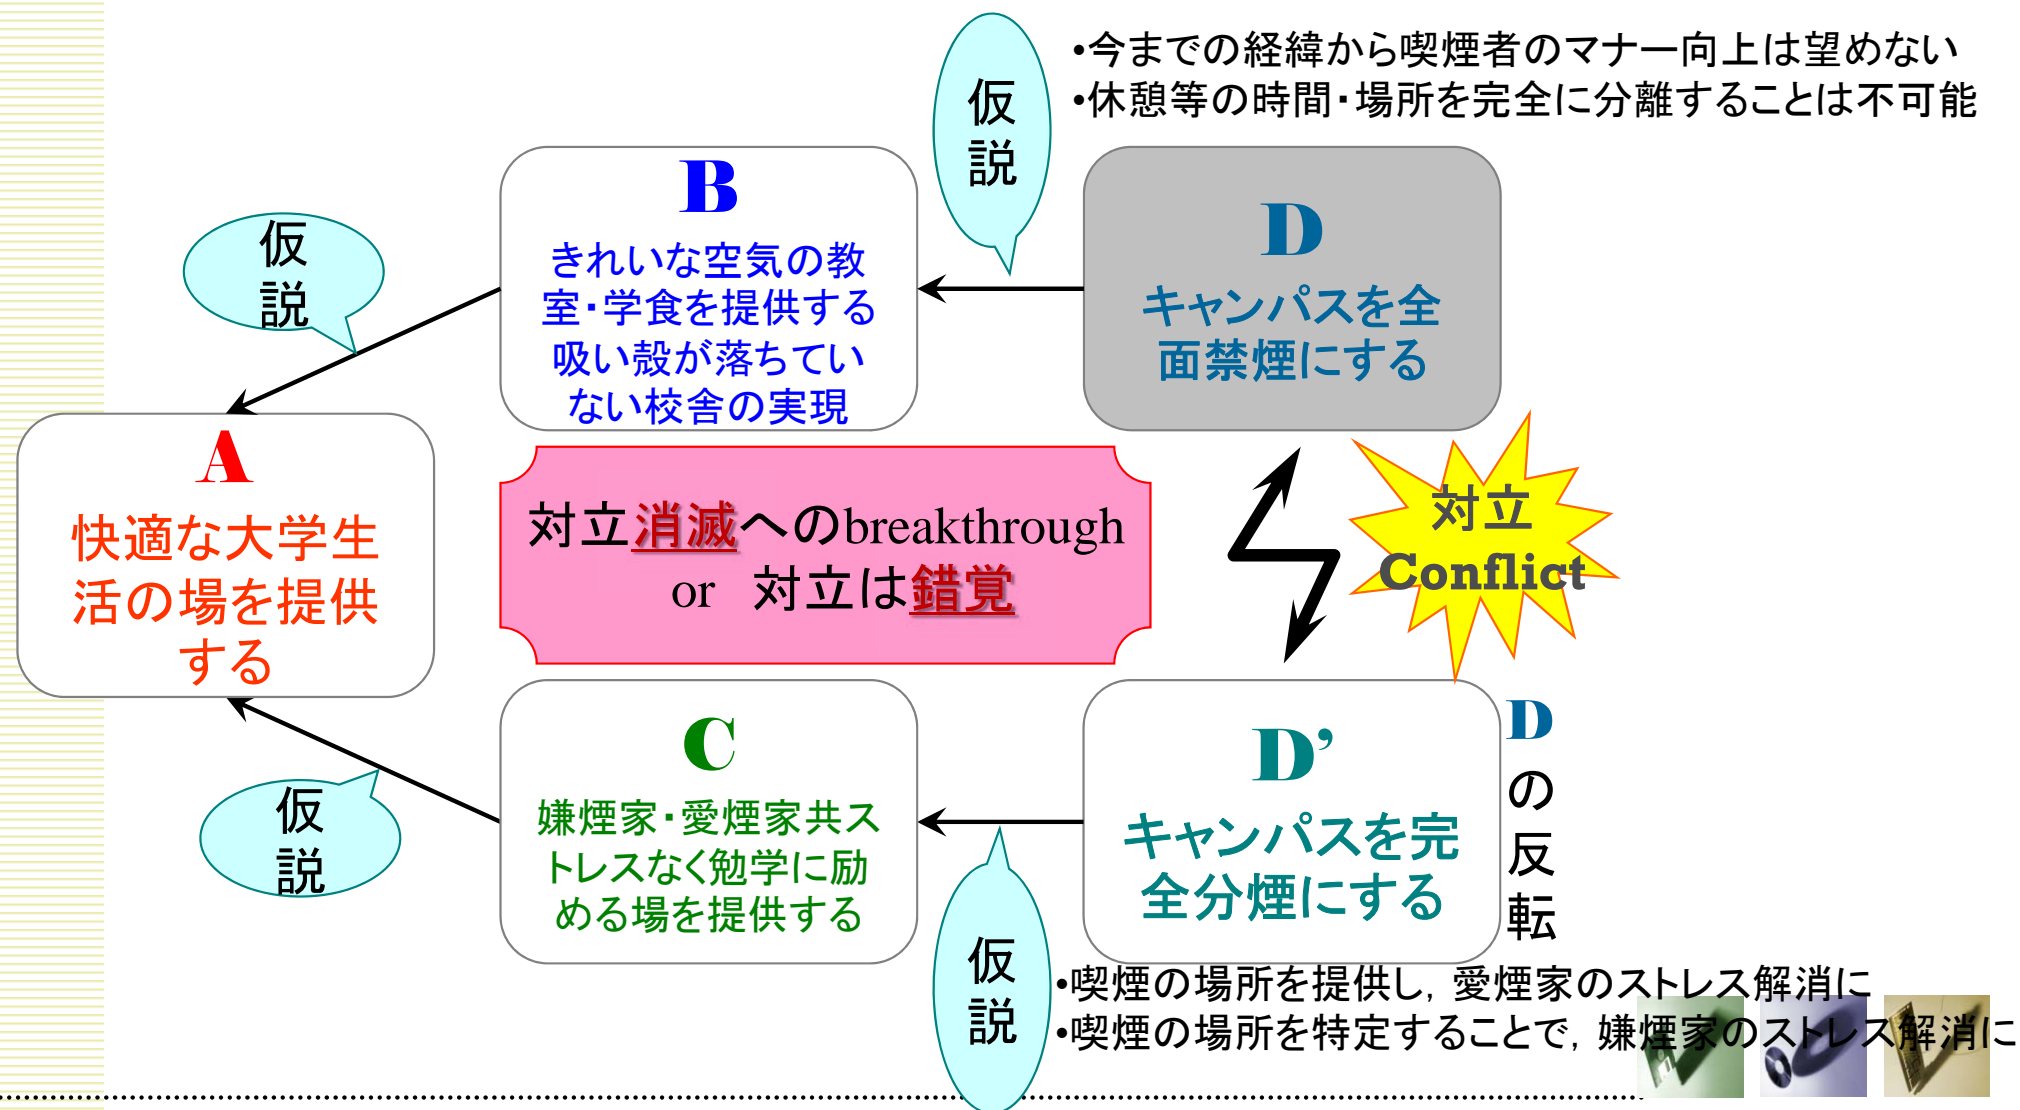 •今までの経緯から喫煙者のマナー向上は望めない
•休憩等の時間・場所を完全に分離することは不可能
仮
説
B
きれいな空気の教
室・学食を提供する
吸い殻が落ちてい
ない校舎の実現
D
キャンパスを全
面禁煙にする
仮
説
A
快適な大学生
活の場を提供
する
対立消滅へのbreakthrough
or 対立は錯覚
対立
Conflict
仮
説
C
嫌煙家・愛煙家共ス
トレスなく勉学に励
める場を提供する
D’
キャンパスを完
全分煙にする
D
の
反
転
仮
説
•喫煙の場所を提供し, 愛煙家のストレス解消に
•喫煙の場所を特定することで, 嫌煙家のストレス解消に